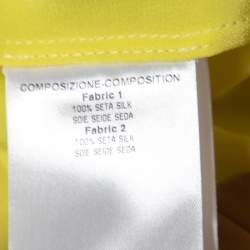 COMPOSIZIONE-COMPOSITION
Fabric 1
100% SETA SILK
SOIE SEIDE SEDA
Fabric 2
100% SETA SILK
SOIE SEIDE SEDA